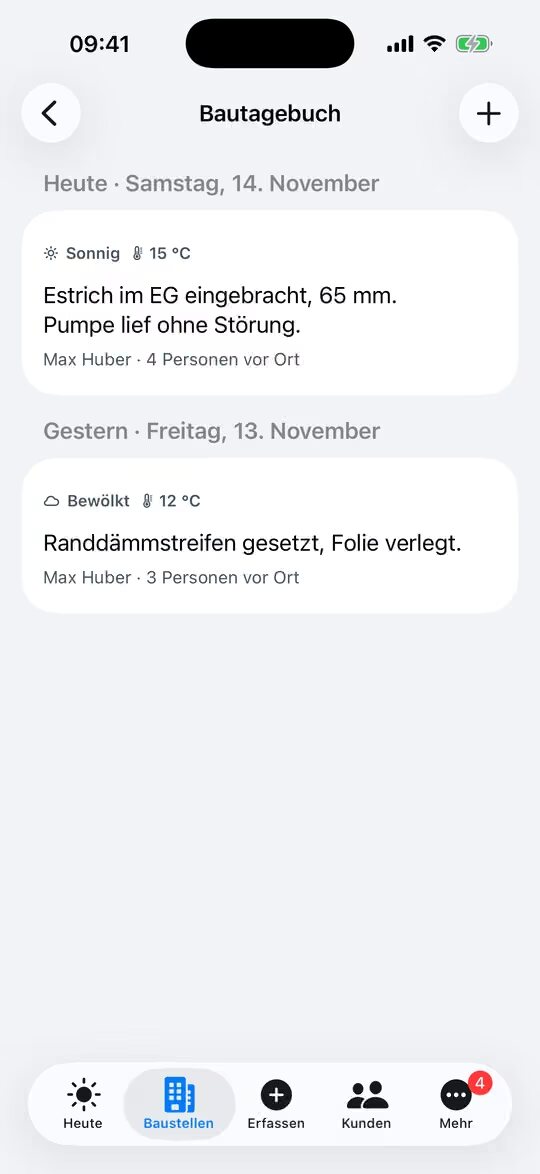 09:41
Bautagebuch
Heute · Samstag, 14. November
Sonnig 15 °C
Estrich im EG eingebracht, 65 mm.
Pumpe lief ohne Störung.
Max Huber · 4 Personen vor Ort
Gestern · Freitag, 13. November
Bewölkt 12 °C
Randdämmstreifen gesetzt, Folie verlegt.
Max Huber · 3 Personen vor Ort
4
Heute Baustellen Erfassen Kunden Mehr